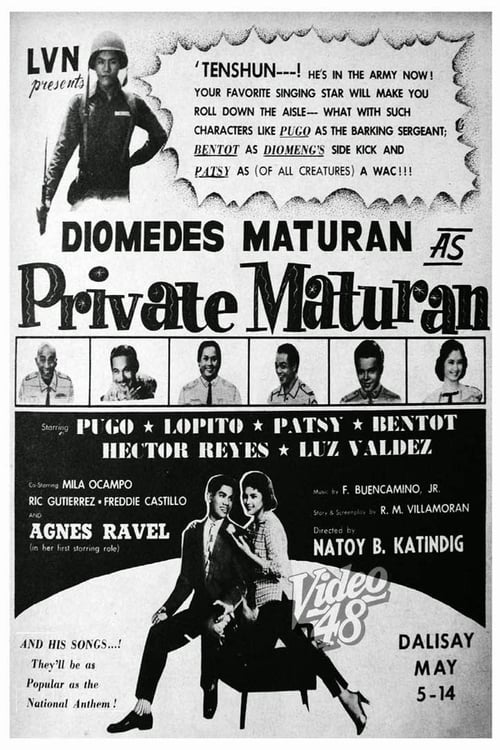 LVN
presents
'TENSHUN---! HE'S IN THE ARMY NOW!
YOUR FAVORITE SINGING STAR WILL MAKE YOU
ROLL DOWN THE AISLE— WHAT WITH SUCH
CHARACTERS LIKE PUGO AS THE BARKING SERGEANT;
BENTOT AS DIOMENG'S SIDE KICK AND
PATSY AS (OF ALL CREATURES) A WAC!!!
DIOMEDES MATURAN AS
Private Maturan
Starring PUGO ★ LOPITO ★ PATSY ★ BENTOT
HECTOR REYES ★ LUZ VALDEZ
Co-Starring MILA OCAMPO
RIC GUTIERREZ • FREDDIE CASTILLO
AND
AGNES RAVEL
(in her first starring role)
Music by F. BUENCAMINO, JR.
Story & Screenplay by R. M. VILLAMORAN
Directed by
NATOY B. KATINDIG
Video
48
AND HIS SONGS...!
They'll be as
Popular as the
National Anthem!
DALISAY
MAY
5-14